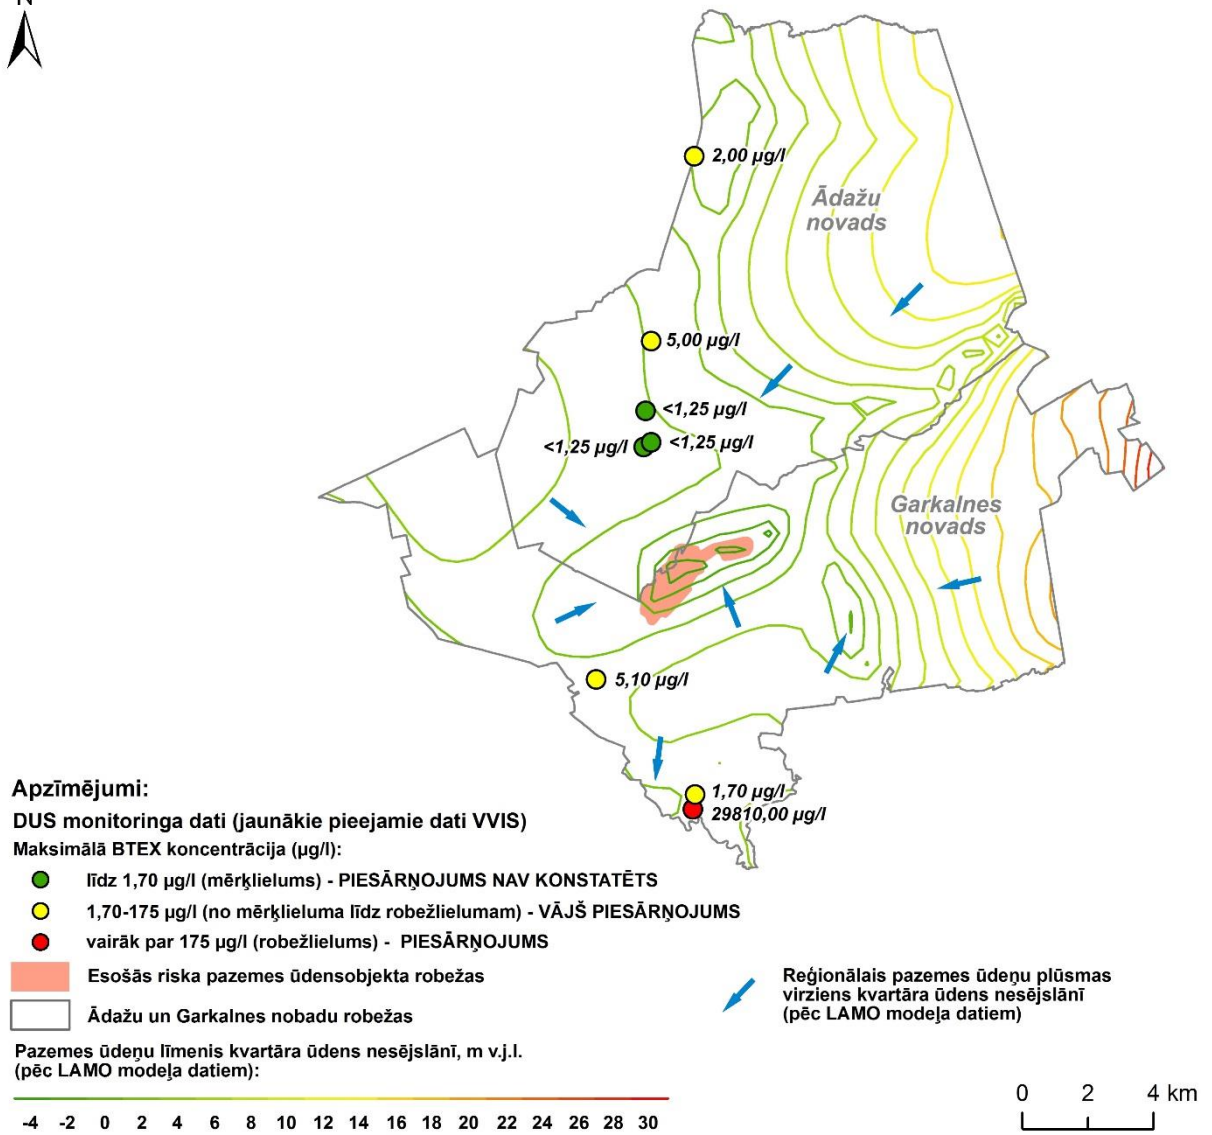 N
2,00 µg/l
Ādažu
novads
5,00 µg/l
<1,25 µg/l
<1,25 µg/l
<1,25 µg/l
Garkalnes
novads
5,10 µg/l
1,70 µg/l
29810,00 µg/l
Apzīmējumi:
DUS monitoringa dati (jaunākie pieejamie dati VVIS)
Maksimālā BTEX koncentrācija (µg/l):
līdz 1,70 µg/l (mērķlielums) - PIESĀRŅOJUMS NAV KONSTATĒTS
1,70-175 µg/l (no mērķlieluma līdz robežlielumam) - VĀJŠ PIESĀRŅOJUMS
vairāk par 175 µg/l (robežlielums) - PIESĀRŅOJUMS
Esošās riska pazemes ūdensobjekta robežas
Ādažu un Garkalnes nobadu robežas
Reģionālais pazemes ūdeņu plūsmas
virziens kvartāra ūdens nesējslānī
(pēc LAMO modeļa datiem)
Pazemes ūdeņu līmenis kvartāra ūdens nesējslānī, m v.j.l.
(pēc LAMO modeļa datiem):
-4 -2 0 2 4 6 8 10 12 14 16 18 20 22 24 26 28 30
0 2 4 km